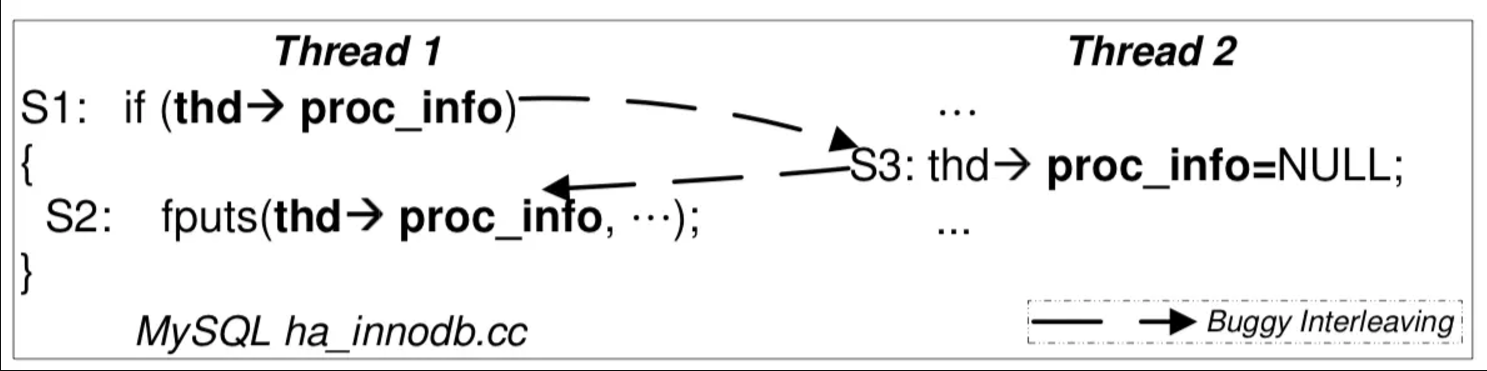 Thread 1
Thread 2
S1: if (thd→ proc_info)
...
{
S3: thd→ proc_info=NULL;
S2: fputs(thd→ proc_info, ···);
...
}
MySQL ha_innodb.cc
Buggy Interleaving